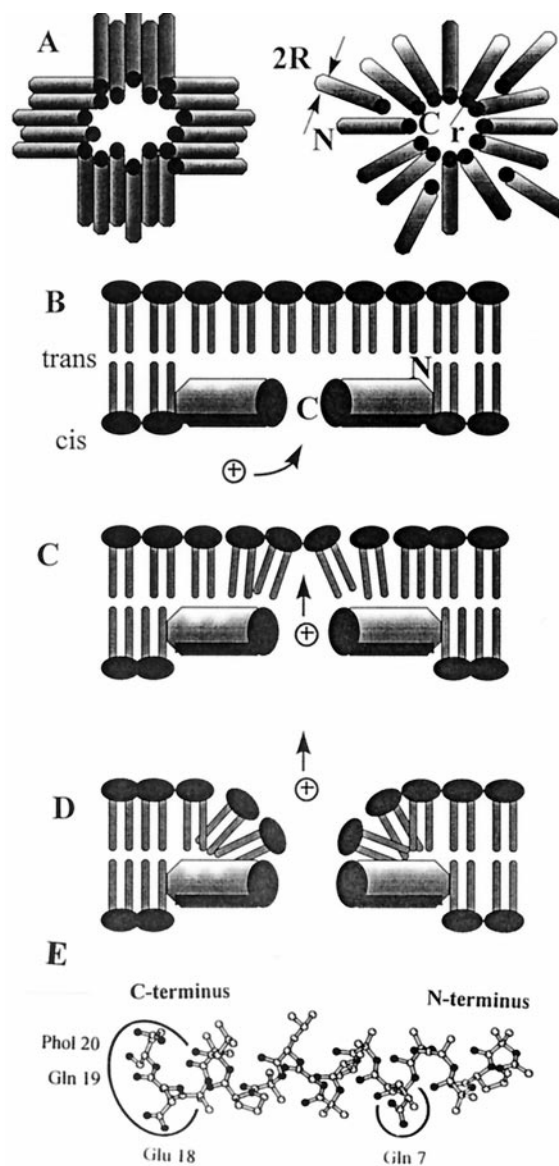 A
2R
N
C
r
B
trans
N
C
cis
+
C
+
+
D
E
C-terminus
N-terminus
Phol 20
Gln 19
Glu 18
Gln 7